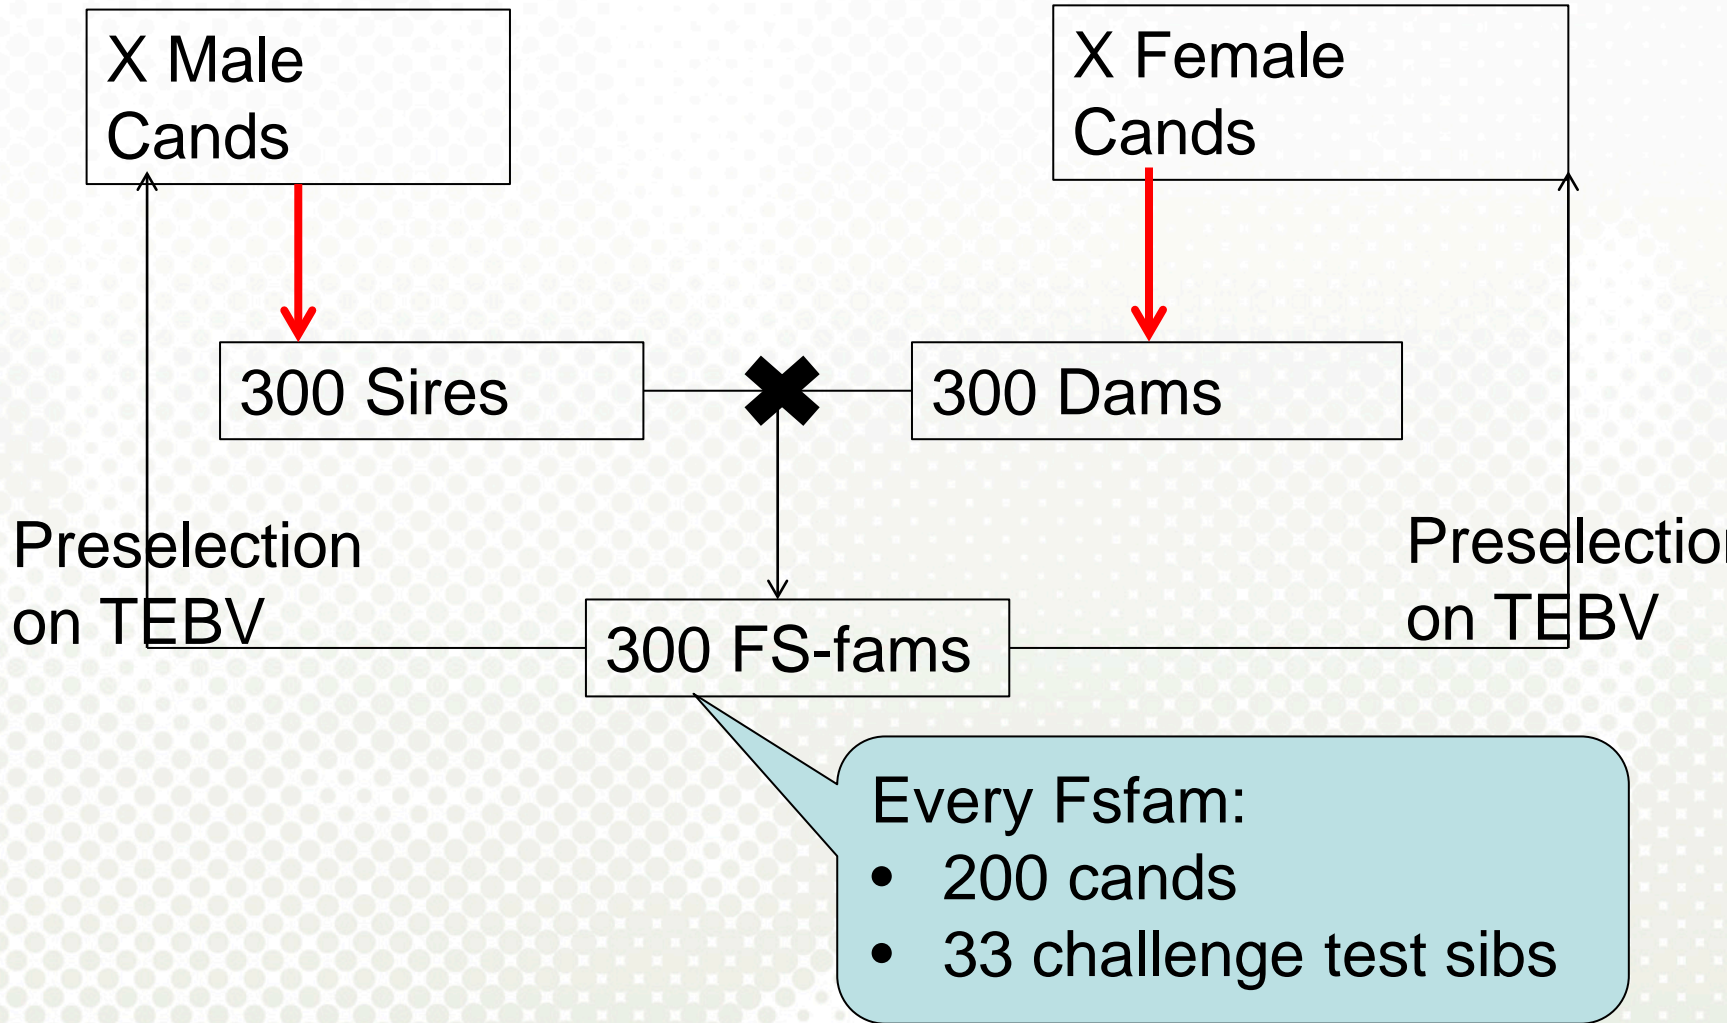 X Male
Cands
X Female
Cands
300 Sires
300 Dams
Preselection
on TEBV
Preselection
on TEBV
300 FS-fams
Every Fsfam:
• 200 cands
• 33 challenge test sibs